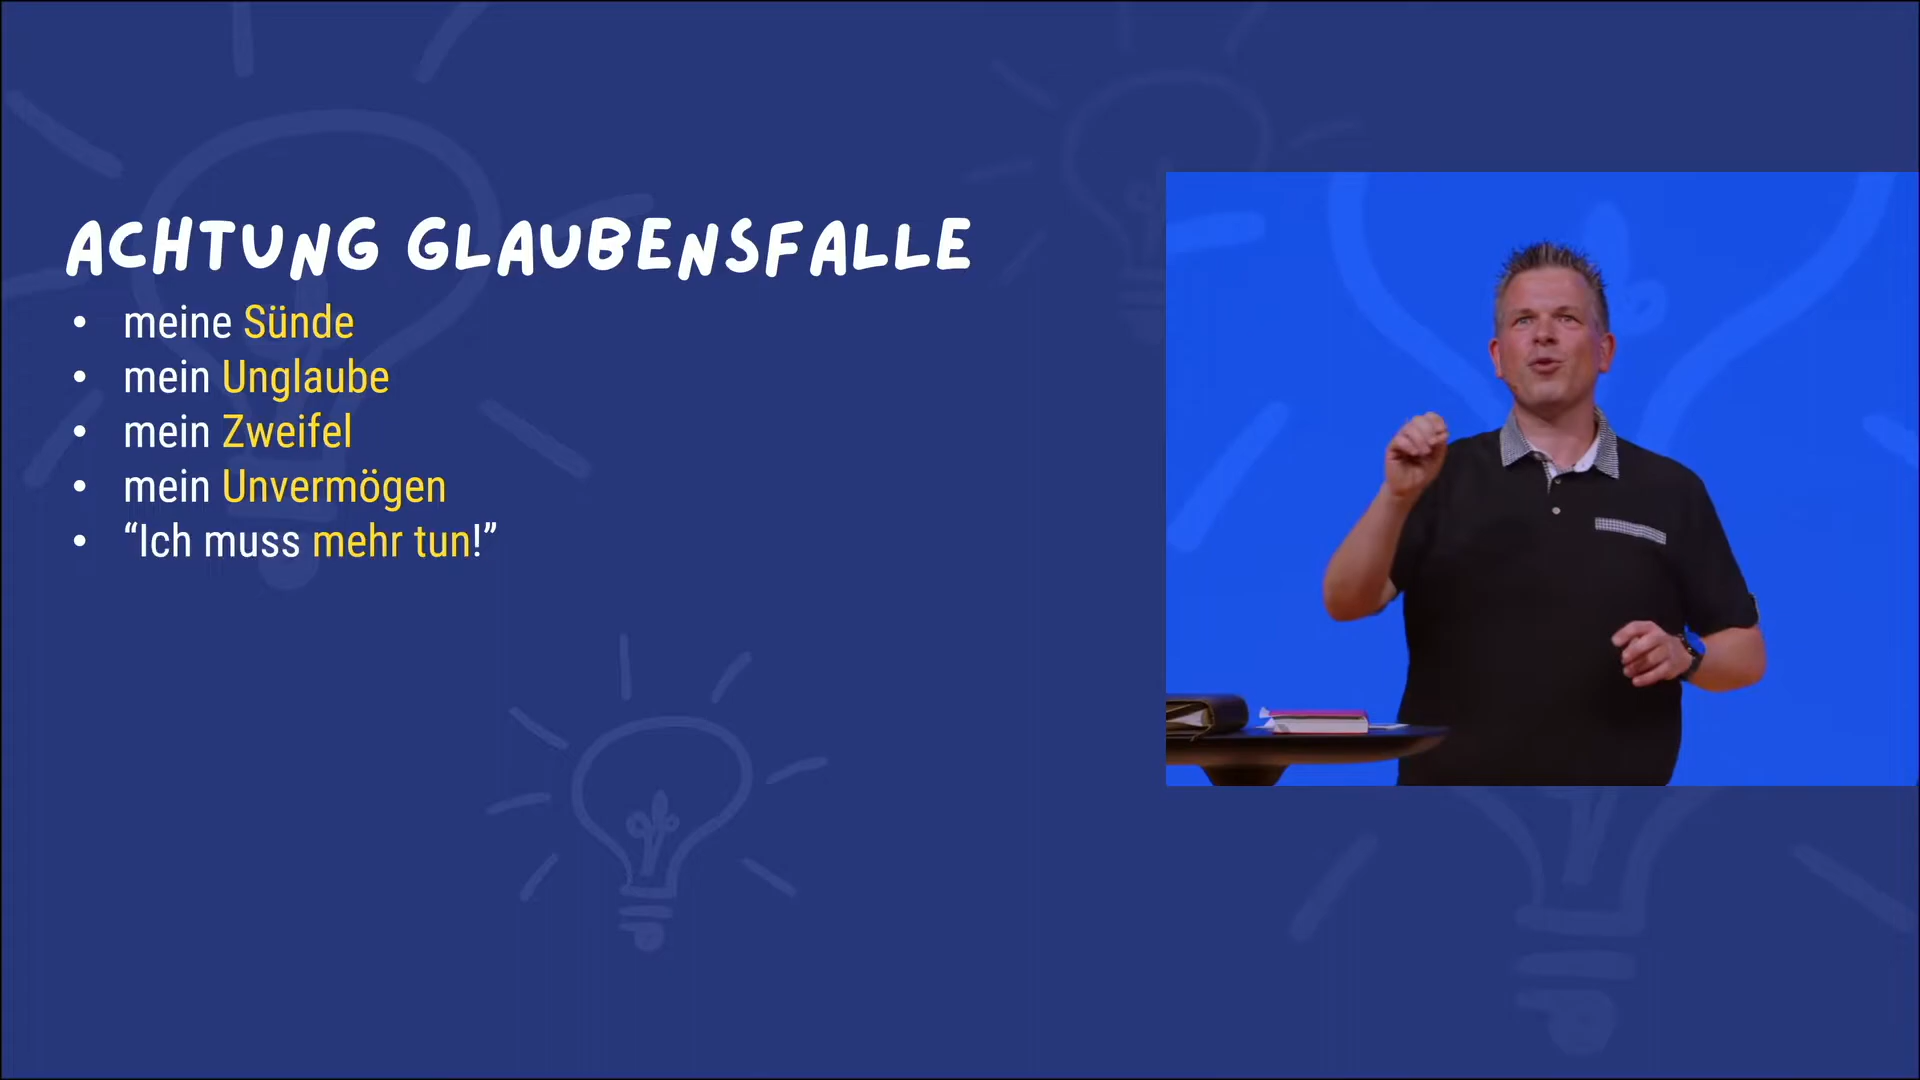 ACHTUNG GLAUBENSFALLE
• meine Sünde
• mein Unglaube
• mein Zweifel
• mein Unvermögen
• “Ich muss mehr tun!”